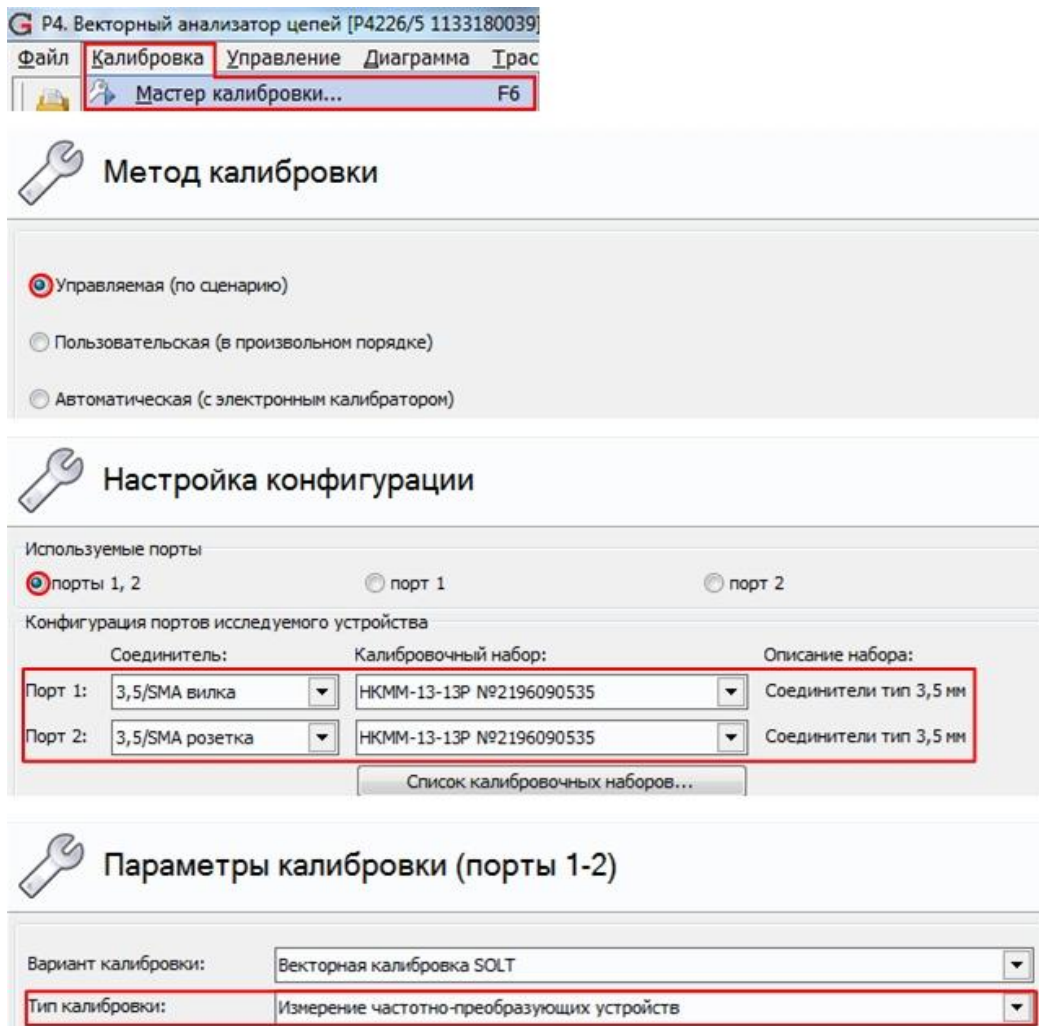 P4. Векторный анализатор цепей [P4226/5 1133180039]
Файл Калибровка Управление Диаграмма Трас
Мастер калибровки... F6
Метод калибровки
Управляемая (по сценарию)
Пользовательская (в произвольном порядке)
Автоматическая (с электронным калибратором)
Настройка конфигурации
Используемые порты
порты 1, 2 порт 1 порт 2
Конфигурация портов исследуемого устройства
Соединитель: Калибровочный набор: Описание набора:
Порт 1: 3,5/SMA вилка НКММ-13-13Р №2196090535 Соединители тип 3,5 мм
Порт 2: 3,5/SMA розетка НКММ-13-13Р №2196090535 Соединители тип 3,5 мм
Список калибровочных наборов...
Параметры калибровки (порты 1-2)
Вариант калибровки: Векторная калибровка SOLT
Тип калибровки: Измерение частотно-преобразующих устройств